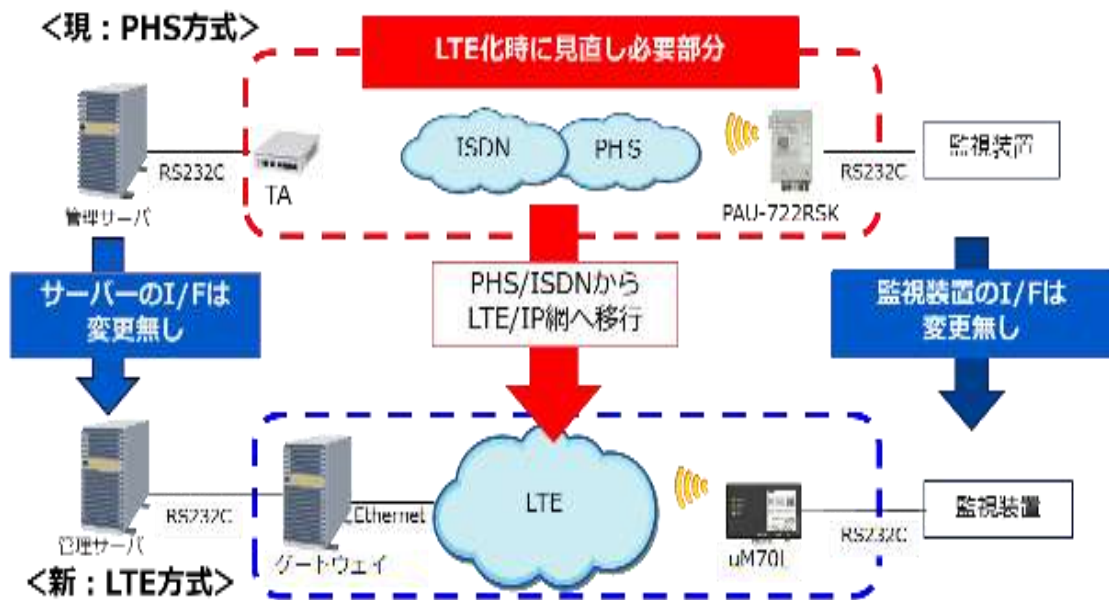 <現:PHS方式>
LTE化時に見直し必要部分
ISDN
PHS
RS232C
TA
管理サーバ
PAU-722RSK
RS232C
監視装置
サーバーのI/Fは
変更無し
PHS/ISDNから
LTE/IP網へ移行
監視装置のI/Fは
変更無し
LTE
RS232C
管理サーバ
Ethernet
ゲートウェイ
uM70L
RS232C
監視装置
<新:LTE方式>